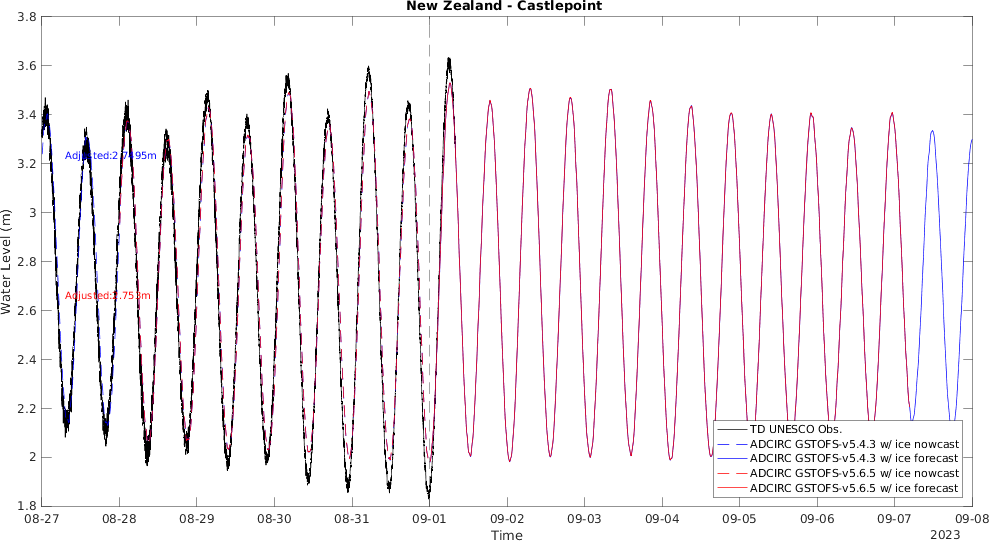 New Zealand - Castlepoint
3.8
3.6
3.4
3.2
3
2.8
2.6
2.4
2.2
2
1.8
Water Level (m)
Adjusted:2.7495m
Adjusted:2.753m
TD UNESCO Obs.
ADCIRC GSTOFS-v5.4.3 w/ ice nowcast
ADCIRC GSTOFS-v5.4.3 w/ ice forecast
ADCIRC GSTOFS-v5.6.5 w/ ice nowcast
ADCIRC GSTOFS-v5.6.5 w/ ice forecast
08-27 08-28 08-29 08-30 08-31 09-01 09-02 09-03 09-04 09-05 09-06 09-07 09-08
Time
2023